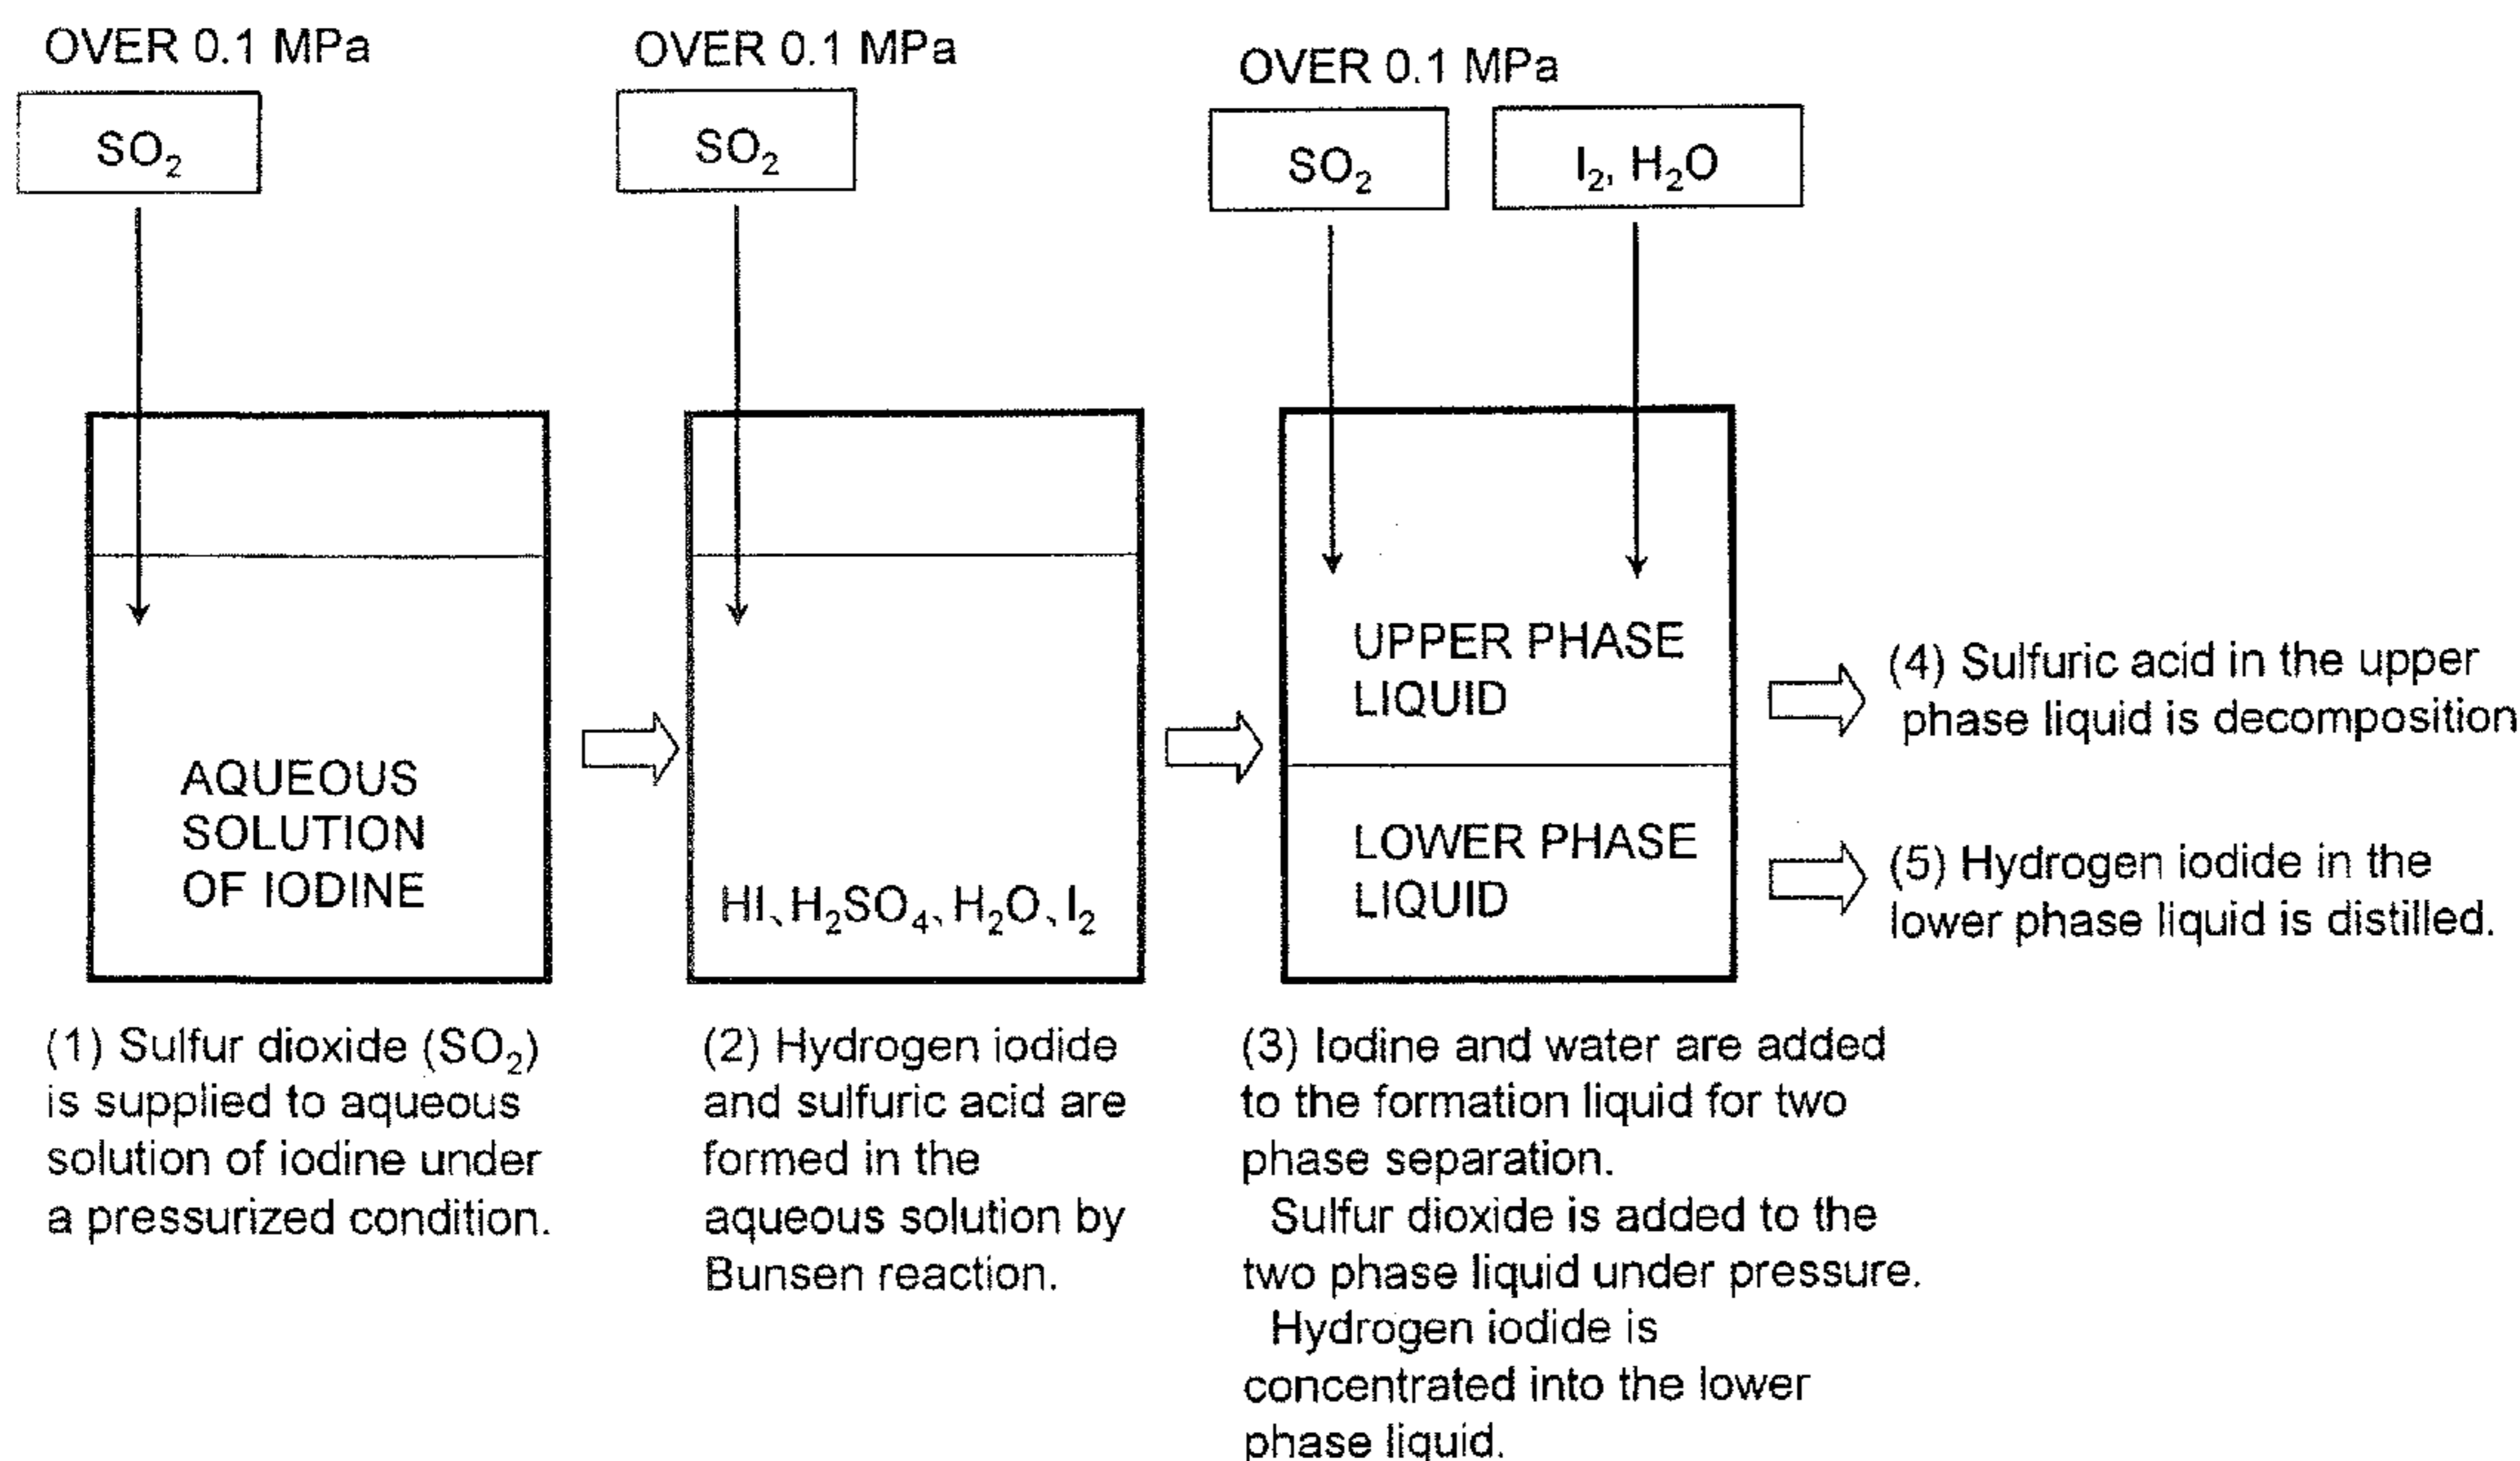 OVER 0.1 MPa
SO₂
AQUEOUS
SOLUTION
OF IODINE
(1) Sulfur dioxide (SO₂)
is supplied to aqueous
solution of iodine under
a pressurized condition.
OVER 0.1 MPa
SO₂
HI、H₂SO₄、H₂O、I₂
(2) Hydrogen iodide
and sulfuric acid are
formed in the
aqueous solution by
Bunsen reaction.
OVER 0.1 MPa
SO₂
I₂, H₂O
UPPER PHASE
LIQUID
LOWER PHASE
LIQUID
(3) Iodine and water are added
to the formation liquid for two
phase separation.
Sulfur dioxide is added to the
two phase liquid under pressure.
Hydrogen iodide is
concentrated into the lower
phase liquid.
(4) Sulfuric acid in the upper
phase liquid is decomposition
(5) Hydrogen iodide in the
lower phase liquid is distilled.